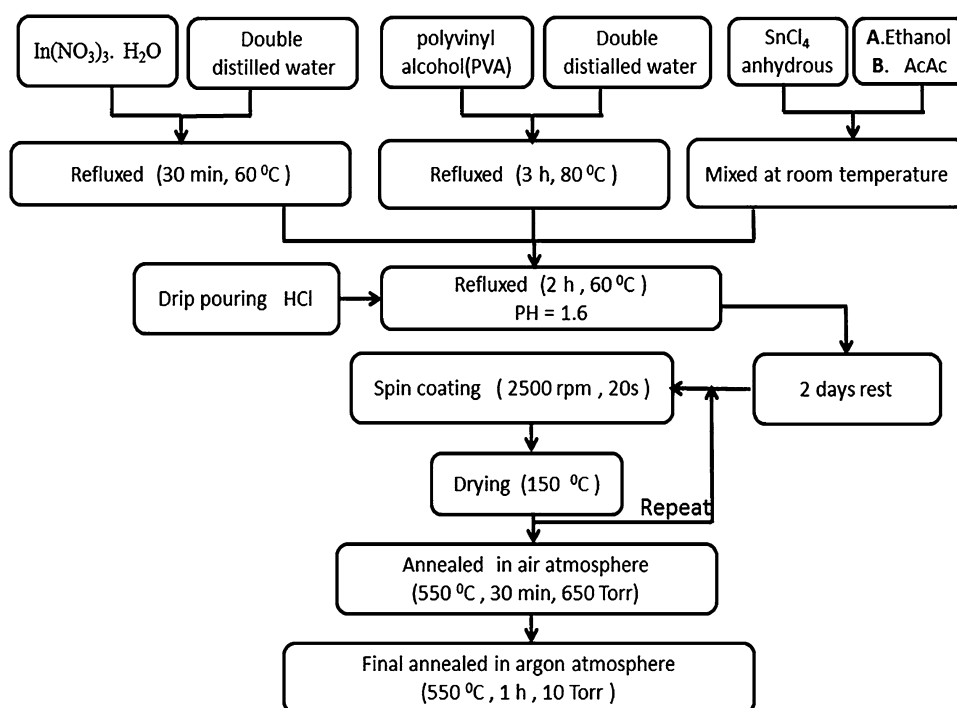 In(NO₃)₃. H₂O
Double
distilled water
polyvinyl
alcohol(PVA)
Double
distialled water
SnCl₄
anhydrous
A.Ethanol
B. AcAc
Refluxed (30 min, 60 ⁰C )
Refluxed (3 h, 80 ⁰C)
Mixed at room temperature
Drip pouring HCl
Refluxed (2 h , 60 ⁰C )
PH = 1.6
Spin coating ( 2500 rpm , 20s )
2 days rest
Drying (150 ⁰C )
Repeat
Annealed in air atmosphere
(550 ⁰C , 30 min, 650 Torr)
Final annealed in argon atmosphere
(550 ⁰C , 1 h , 10 Torr )